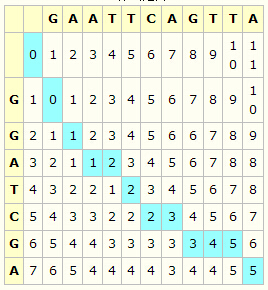 G A A T T C A G T T A
0 1 2 3 4 5 6 7 8 9 10 11
G 1 0 1 2 3 4 5 6 7 8 9 10
G 2 1 1 2 3 4 5 6 6 7 8 9
A 3 2 1 1 2 3 4 5 6 7 8 8
T 4 3 2 2 1 2 3 4 5 6 7 8
C 5 4 3 3 2 2 2 3 4 5 6 7
G 6 5 4 4 3 3 3 3 3 4 5 6
A 7 6 5 4 4 4 4 3 4 4 5 5